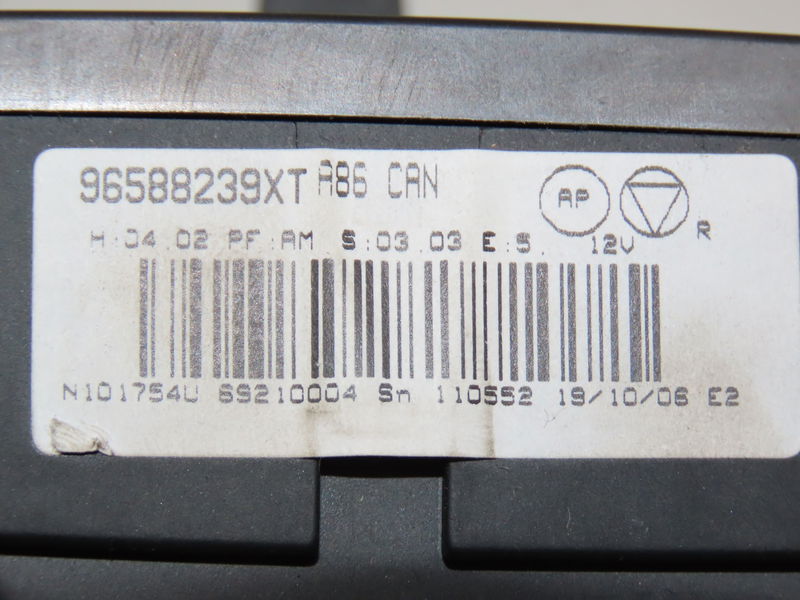 96588239XT A86 CAN
AP
R
H:04.02 PF:AM S:03.03 E:5. 12V
N101754U 69210004 Sn 110552 19/10/06 E2